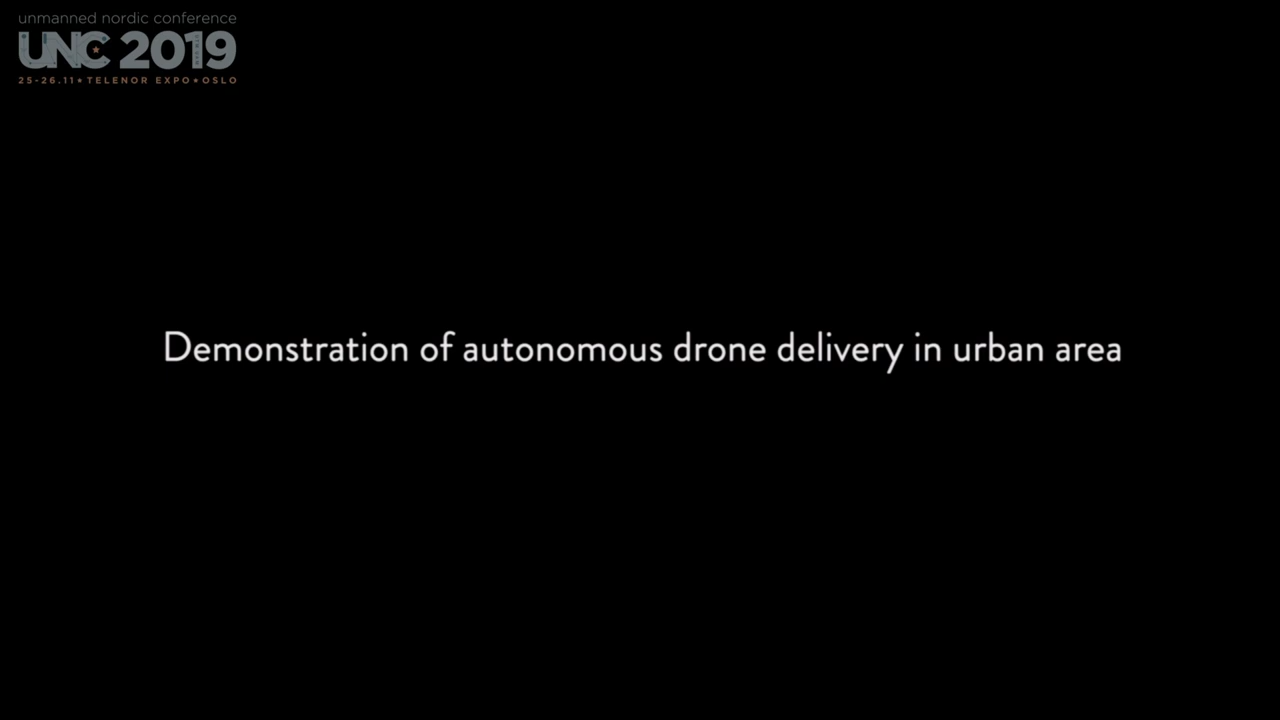 unmanned nordic conference
UNC 2019
25-26.11★TELENOR EXPO★OSLO
Demonstration of autonomous drone delivery in urban area